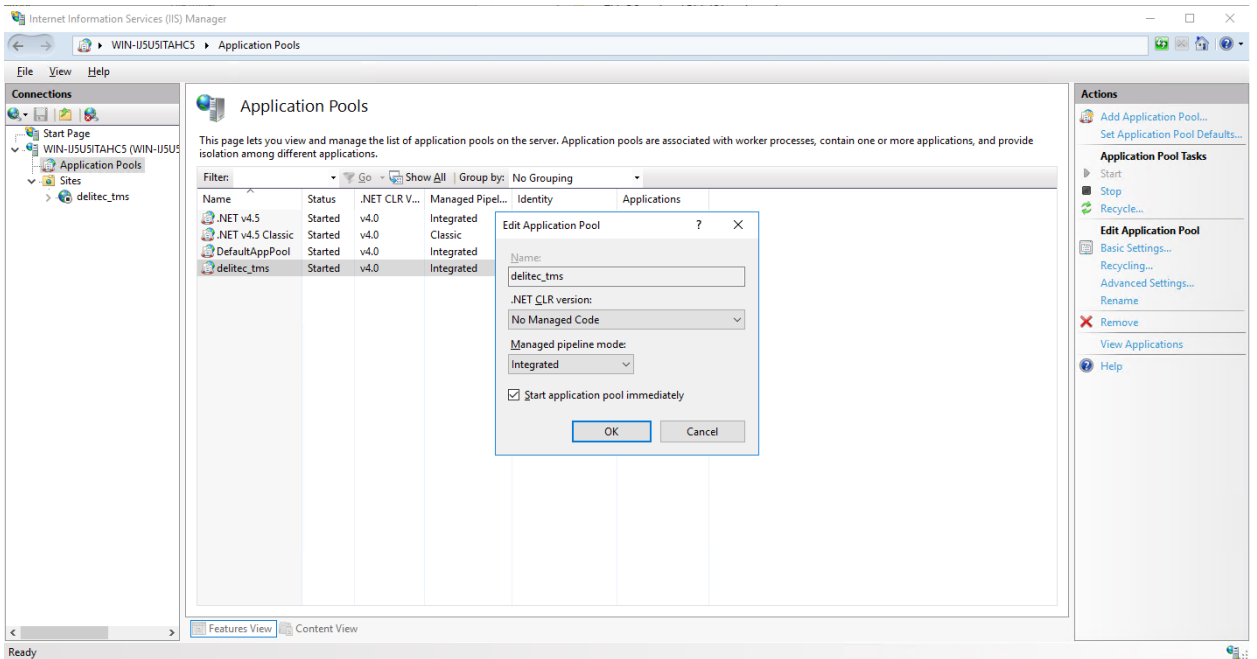 Internet Information Services (IIS) Manager
WIN-IJ5U5ITAHC5 Application Pools
File View Help
Connections
Start Page
WIN-IJ5U5ITAHC5 (WIN-IJ5U5
Application Pools
Sites
delitec_tms
Application Pools
This page lets you view and manage the list of application pools on the server. Application pools are associated with worker processes, contain one or more applications, and provide
isolation among different applications.
Filter: Go Show All Group by: No Grouping
Name Status .NET CLR V... Managed Pipel... Identity Applications
.NET v4.5 Started v4.0 Integrated
.NET v4.5 Classic Started v4.0 Classic
DefaultAppPool Started v4.0 Integrated
delitec_tms Started v4.0 Integrated
Edit Application Pool ?
Name:
delitec_tms
.NET CLR version:
No Managed Code
Managed pipeline mode:
Integrated
Start application pool immediately
OK Cancel
Features View Content View
Actions
Add Application Pool...
Set Application Pool Defaults...
Application Pool Tasks
Start
Stop
Recycle...
Edit Application Pool
Basic Settings...
Recycling...
Advanced Settings...
Rename
Remove
View Applications
Help
Ready